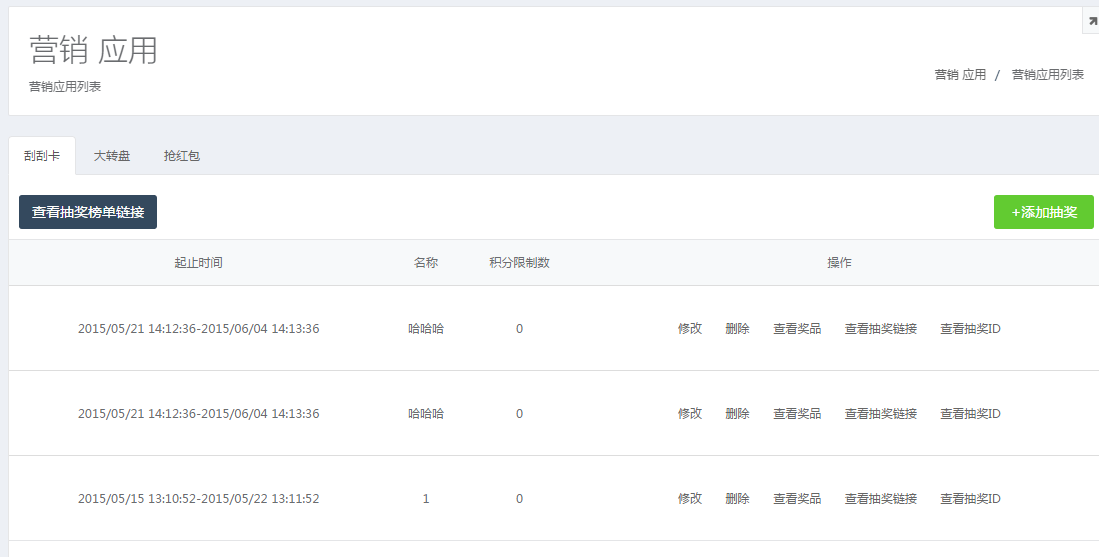 营销 应用
营销应用列表
营销 应用 / 营销应用列表
刮刮卡 大转盘 抢红包
查看抽奖榜单链接 +添加抽奖
起止时间 名称 积分限制数 操作
2015/05/21 14:12:36-2015/06/04 14:13:36 哈哈哈 0 修改 删除 查看奖品 查看抽奖链接 查看抽奖ID
2015/05/21 14:12:36-2015/06/04 14:13:36 哈哈哈 0 修改 删除 查看奖品 查看抽奖链接 查看抽奖ID
2015/05/15 13:10:52-2015/05/22 13:11:52 1 0 修改 删除 查看奖品 查看抽奖链接 查看抽奖ID